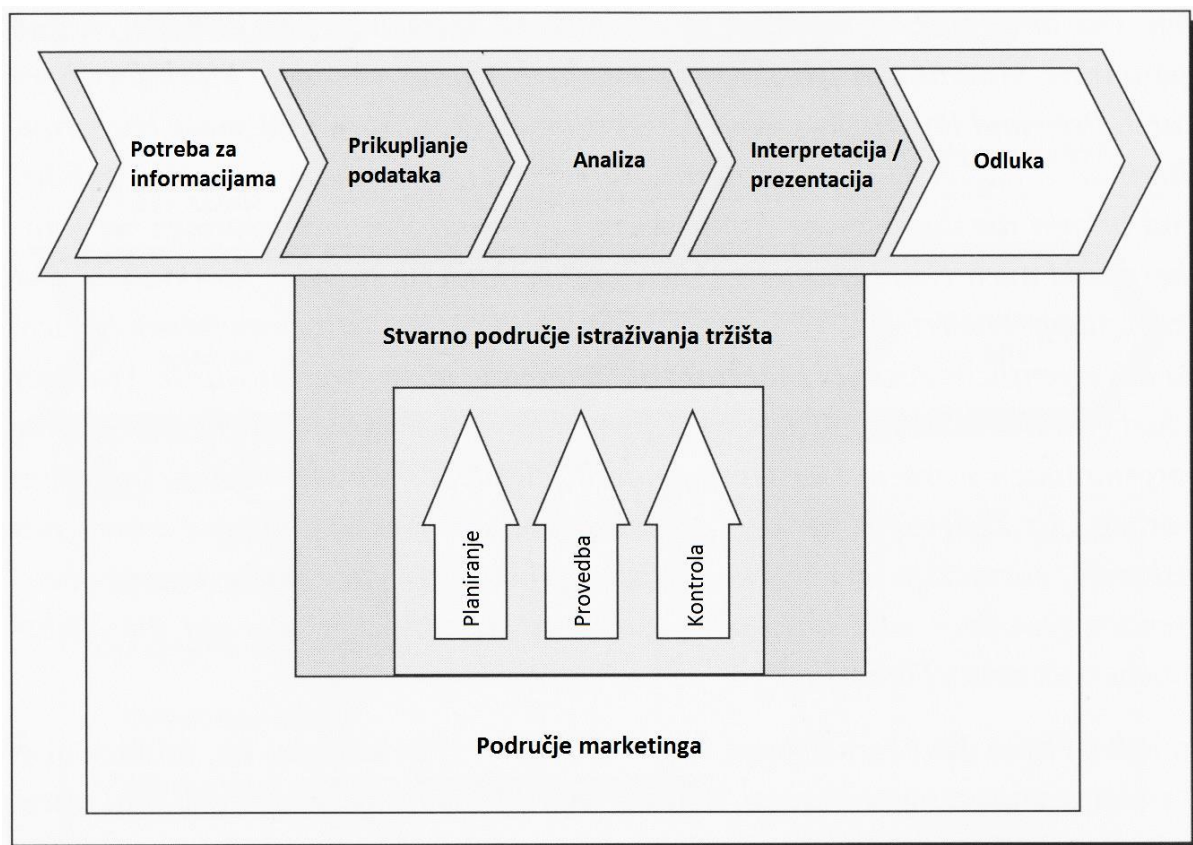 Potreba za
informacijama
Prikupljanje
podataka
Analiza
Interpretacija /
prezentacija
Odluka
Stvarno područje istraživanja tržišta
Planiranje
Provedba
Kontrola
Područje marketinga